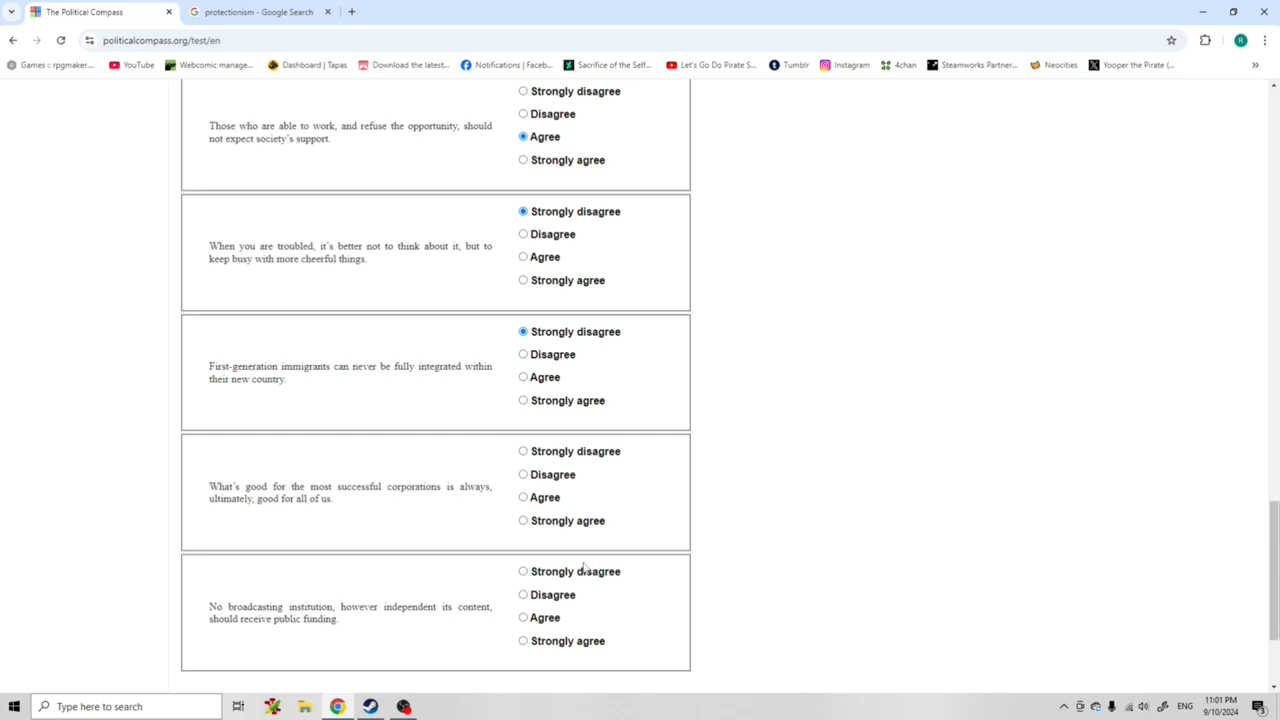 The Political Compass
protectionism - Google Search
politicalcompass.org/test/en
Games :: rpgmaker....
YouTube
Webcomic manage...
Dashboard | Tapas
Download the latest...
Notifications | Faceb...
Sacrifice of the Self...
Let's Go Do Pirate S...
Tumblr
Instagram
4chan
Steamworks Partner...
Neocities
Yooper the Pirate (...
R
Strongly disagree
Those who are able to work, and refuse the opportunity, should
not expect society's support.
Disagree
Agree
Strongly agree
Strongly disagree
When you are troubled, it's better not to think about it, but to
keep busy with more cheerful things.
Disagree
Agree
Strongly agree
Strongly disagree
First-generation immigrants can never be fully integrated within
their new country.
Disagree
Agree
Strongly agree
Strongly disagree
What's good for the most successful corporations is always,
ultimately, good for all of us.
Disagree
Agree
Strongly agree
Strongly disagree
No broadcasting institution, however independent its content,
should receive public funding.
Disagree
Agree
Strongly agree
Type here to search
ENG
11:01 PM
9/10/2024
3